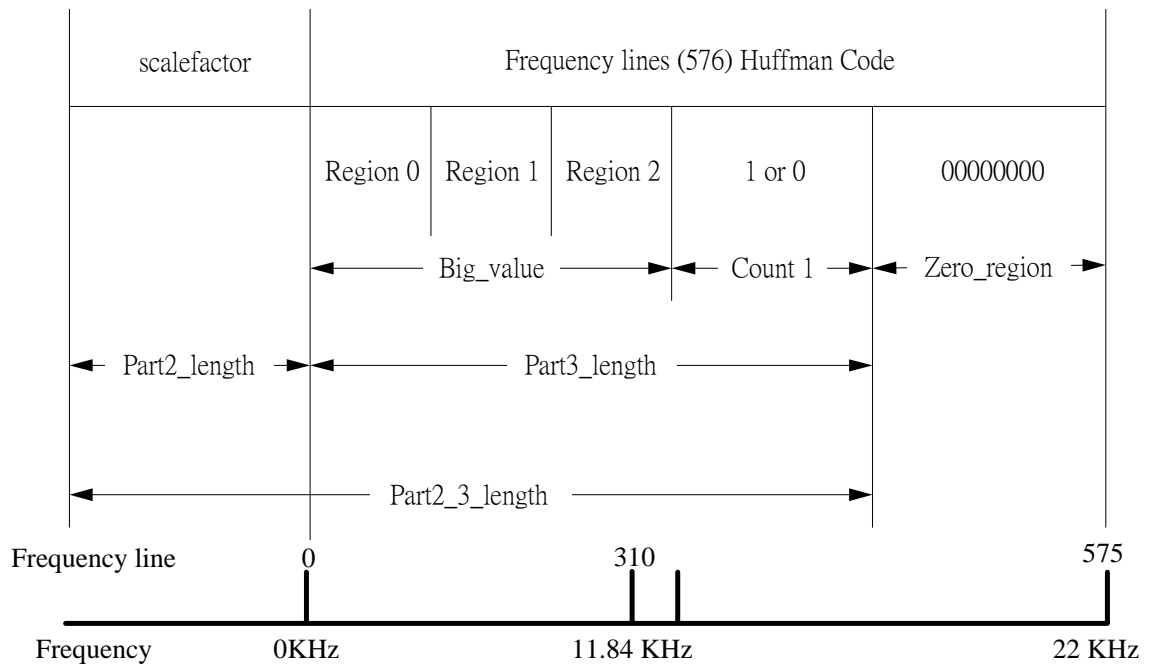 scalefactor Frequency lines (576) Huffman Code
Region 0 Region 1 Region 2 1 or 0 00000000
Big_value Count 1 Zero_region
Part2_length Part3_length
Part2_3_length
Frequency line 0 310 575
Frequency 0KHz 11.84 KHz 22 KHz